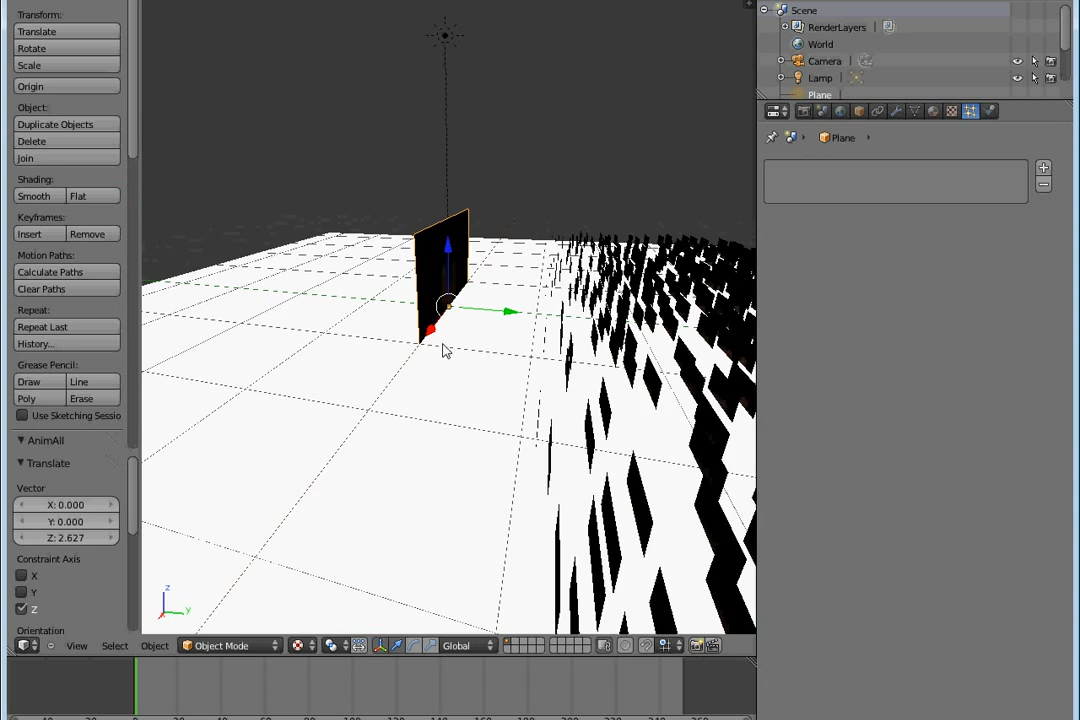 Transform:
Translate
Rotate
Scale
Origin
Object:
Duplicate Objects
Delete
Join
Shading:
Smooth Flat
Keyframes:
Insert Remove
Motion Paths:
Calculate Paths
Clear Paths
Repeat:
Repeat Last
History...
Grease Pencil:
Draw Line
Poly Erase
Use Sketching Sessio
AnimAll
Translate
Vector
X: 0.000
Y: 0.000
Z: 2.627
Constraint Axis
X
Y
Z
Orientation
z
y
View Select Object Object Mode Global
Scene
RenderLayers
World
Camera
Lamp
Plane
Plane